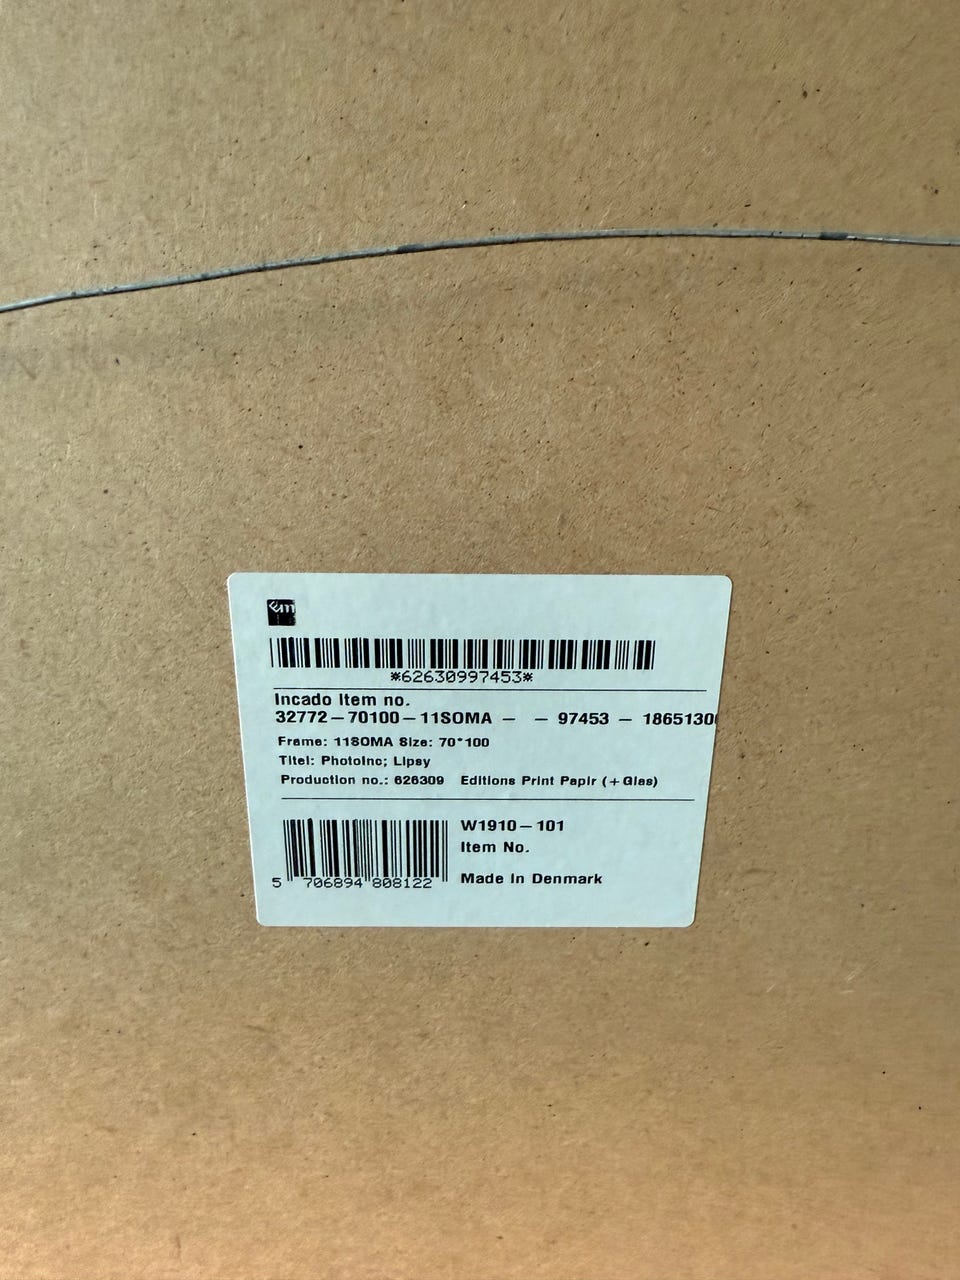 em
*62630997453*
Incado Item no.
32772-70100-11SOMA - - 97453 - 1865130
Frame: 11SOMA Size: 70*100
Titel: PhotoInc; Lipsy
Production no.: 626309 Editions Print Papir (+Glas)
W1910-101
Item No.
5 706894 808122
Made In Denmark